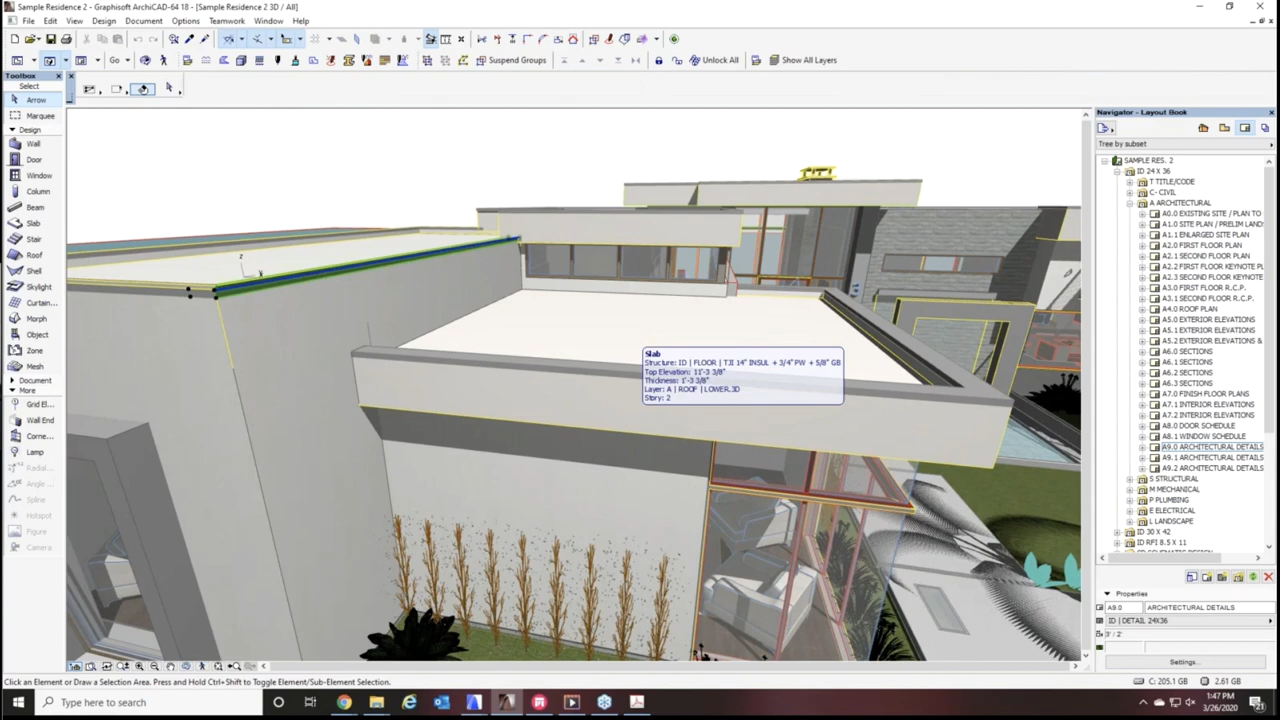 Sample Residence 2 - Graphisoft ArchiCAD-64 18 - [Sample Residence 2 3D / All]
File Edit View Design Document Options Teamwork Window Help
Go Suspend Groups Unlock All Show All Layers
Toolbox
Select
Arrow
Marquee
Design
Wall
Door
Window
Column
Beam
Slab
Stair
Roof
Shell
Skylight
Curtain...
Morph
Object
Zone
Mesh
Document
More
Grid El...
Wall End
Corne...
Lamp
Radial...
Angle ...
Spline
Hotspot
Figure
Camera
z
y
Slab
Structure: ID | FLOOR | TJI 14" INSUL + 3/4" PW + 5/8" GB
Top Elevation: 11'-3 3/8"
Thickness: 1'-3 3/8"
Layer: A | ROOF | LOWER.3D
Story: 2
Navigator - Layout Book
Tree by subset
SAMPLE RES. 2
ID 24 X 36
T TITLE/CODE
C- CIVIL
A ARCHITECTURAL
A0.0 EXISTING SITE / PLAN TO
A1.0 SITE PLAN / PRELIM LAND
A1.1 ENLARGED SITE PLAN
A2.0 FIRST FLOOR PLAN
A2.1 SECOND FLOOR PLAN
A2.2 FIRST FLOOR KEYNOTE P
A2.3 SECOND FLOOR KEYNOTE
A3.0 FIRST FLOOR R.C.P.
A3.1 SECOND FLOOR R.C.P.
A4.0 ROOF PLAN
A5.0 EXTERIOR ELEVATIONS
A5.1 EXTERIOR ELEVATIONS
A5.2 EXTERIOR ELEVATIONS &
A6.0 SECTIONS
A6.1 SECTIONS
A6.2 SECTIONS
A6.3 SECTIONS
A7.0 FINISH FLOOR PLANS
A7.1 INTERIOR ELEVATIONS
A7.2 INTERIOR ELEVATIONS
A8.0 DOOR SCHEDULE
A8.1 WINDOW SCHEDULE
A9.0 ARCHITECTURAL DETAILS
A9.1 ARCHITECTURAL DETAILS
A9.2 ARCHITECTURAL DETAILS
S STRUCTURAL
M MECHANICAL
P PLUMBING
E ELECTRICAL
L LANDSCAPE
ID 30 X 42
ID RFI 8.5 X 11
Properties
A9.0 ARCHITECTURAL DETAILS
ID | DETAIL 24X36
3' / 2'
Settings...
Click an Element or Draw a Selection Area. Press and Hold Ctrl+Shift to Toggle Element/Sub-Element Selection.
C: 205.1 GB 2.61 GB
Type here to search
1:47 PM
3/26/2020
21